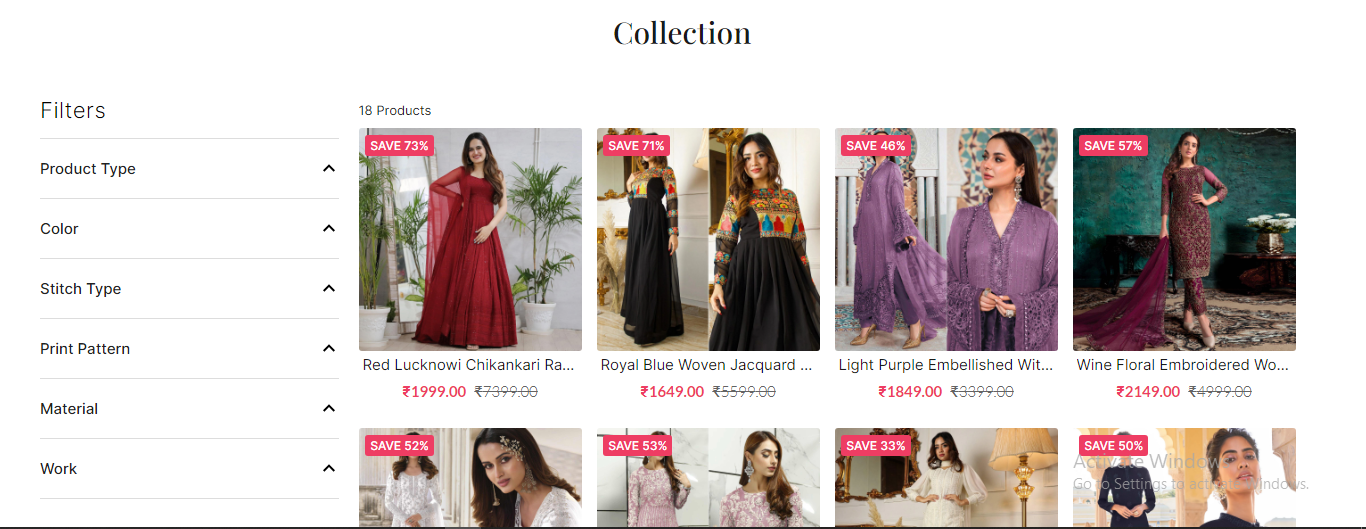 Collection
Filters
Product Type
Color
Stitch Type
Print Pattern
Material
Work
18 Products
SAVE 73%
SAVE 71%
SAVE 46%
SAVE 57%
Red Lucknowi Chikankari Ra...
Royal Blue Woven Jacquard ...
Light Purple Embellished Wit...
Wine Floral Embroidered Wo...
₹1999.00 ₹7399.00
₹1649.00 ₹5599.00
₹1849.00 ₹3399.00
₹2149.00 ₹4999.00
SAVE 52%
SAVE 53%
SAVE 33%
SAVE 50%
Activate Windows
Go to Settings to activate Windows.